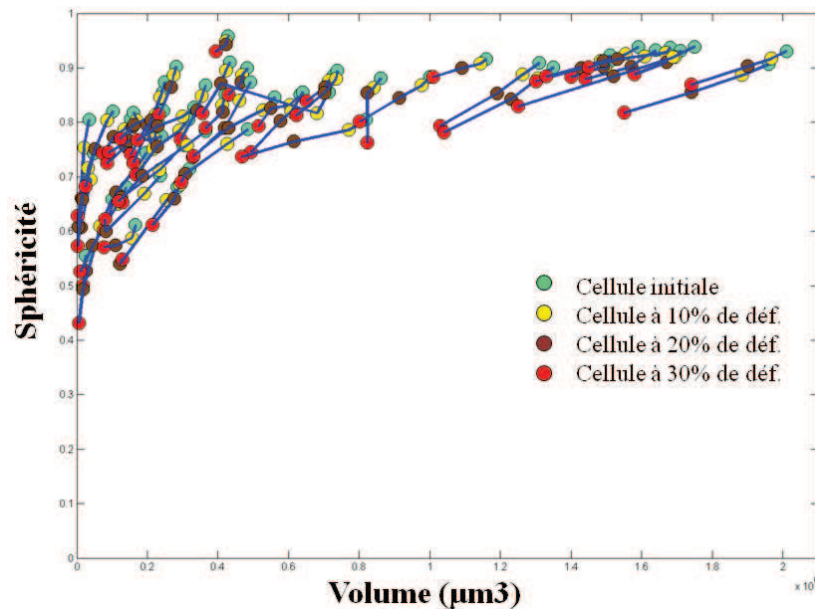 1
0.9
0.8
0.7
0.6
0.5
0.4
0.3
0.2
0.1
0
Sphéricité
Cellule initiale
Cellule à 10% de déf.
Cellule à 20% de déf.
Cellule à 30% de déf.
0 0.2 0.4 0.6 0.8 1 1.2 1.4 1.6 1.8 2
Volume (µm3)